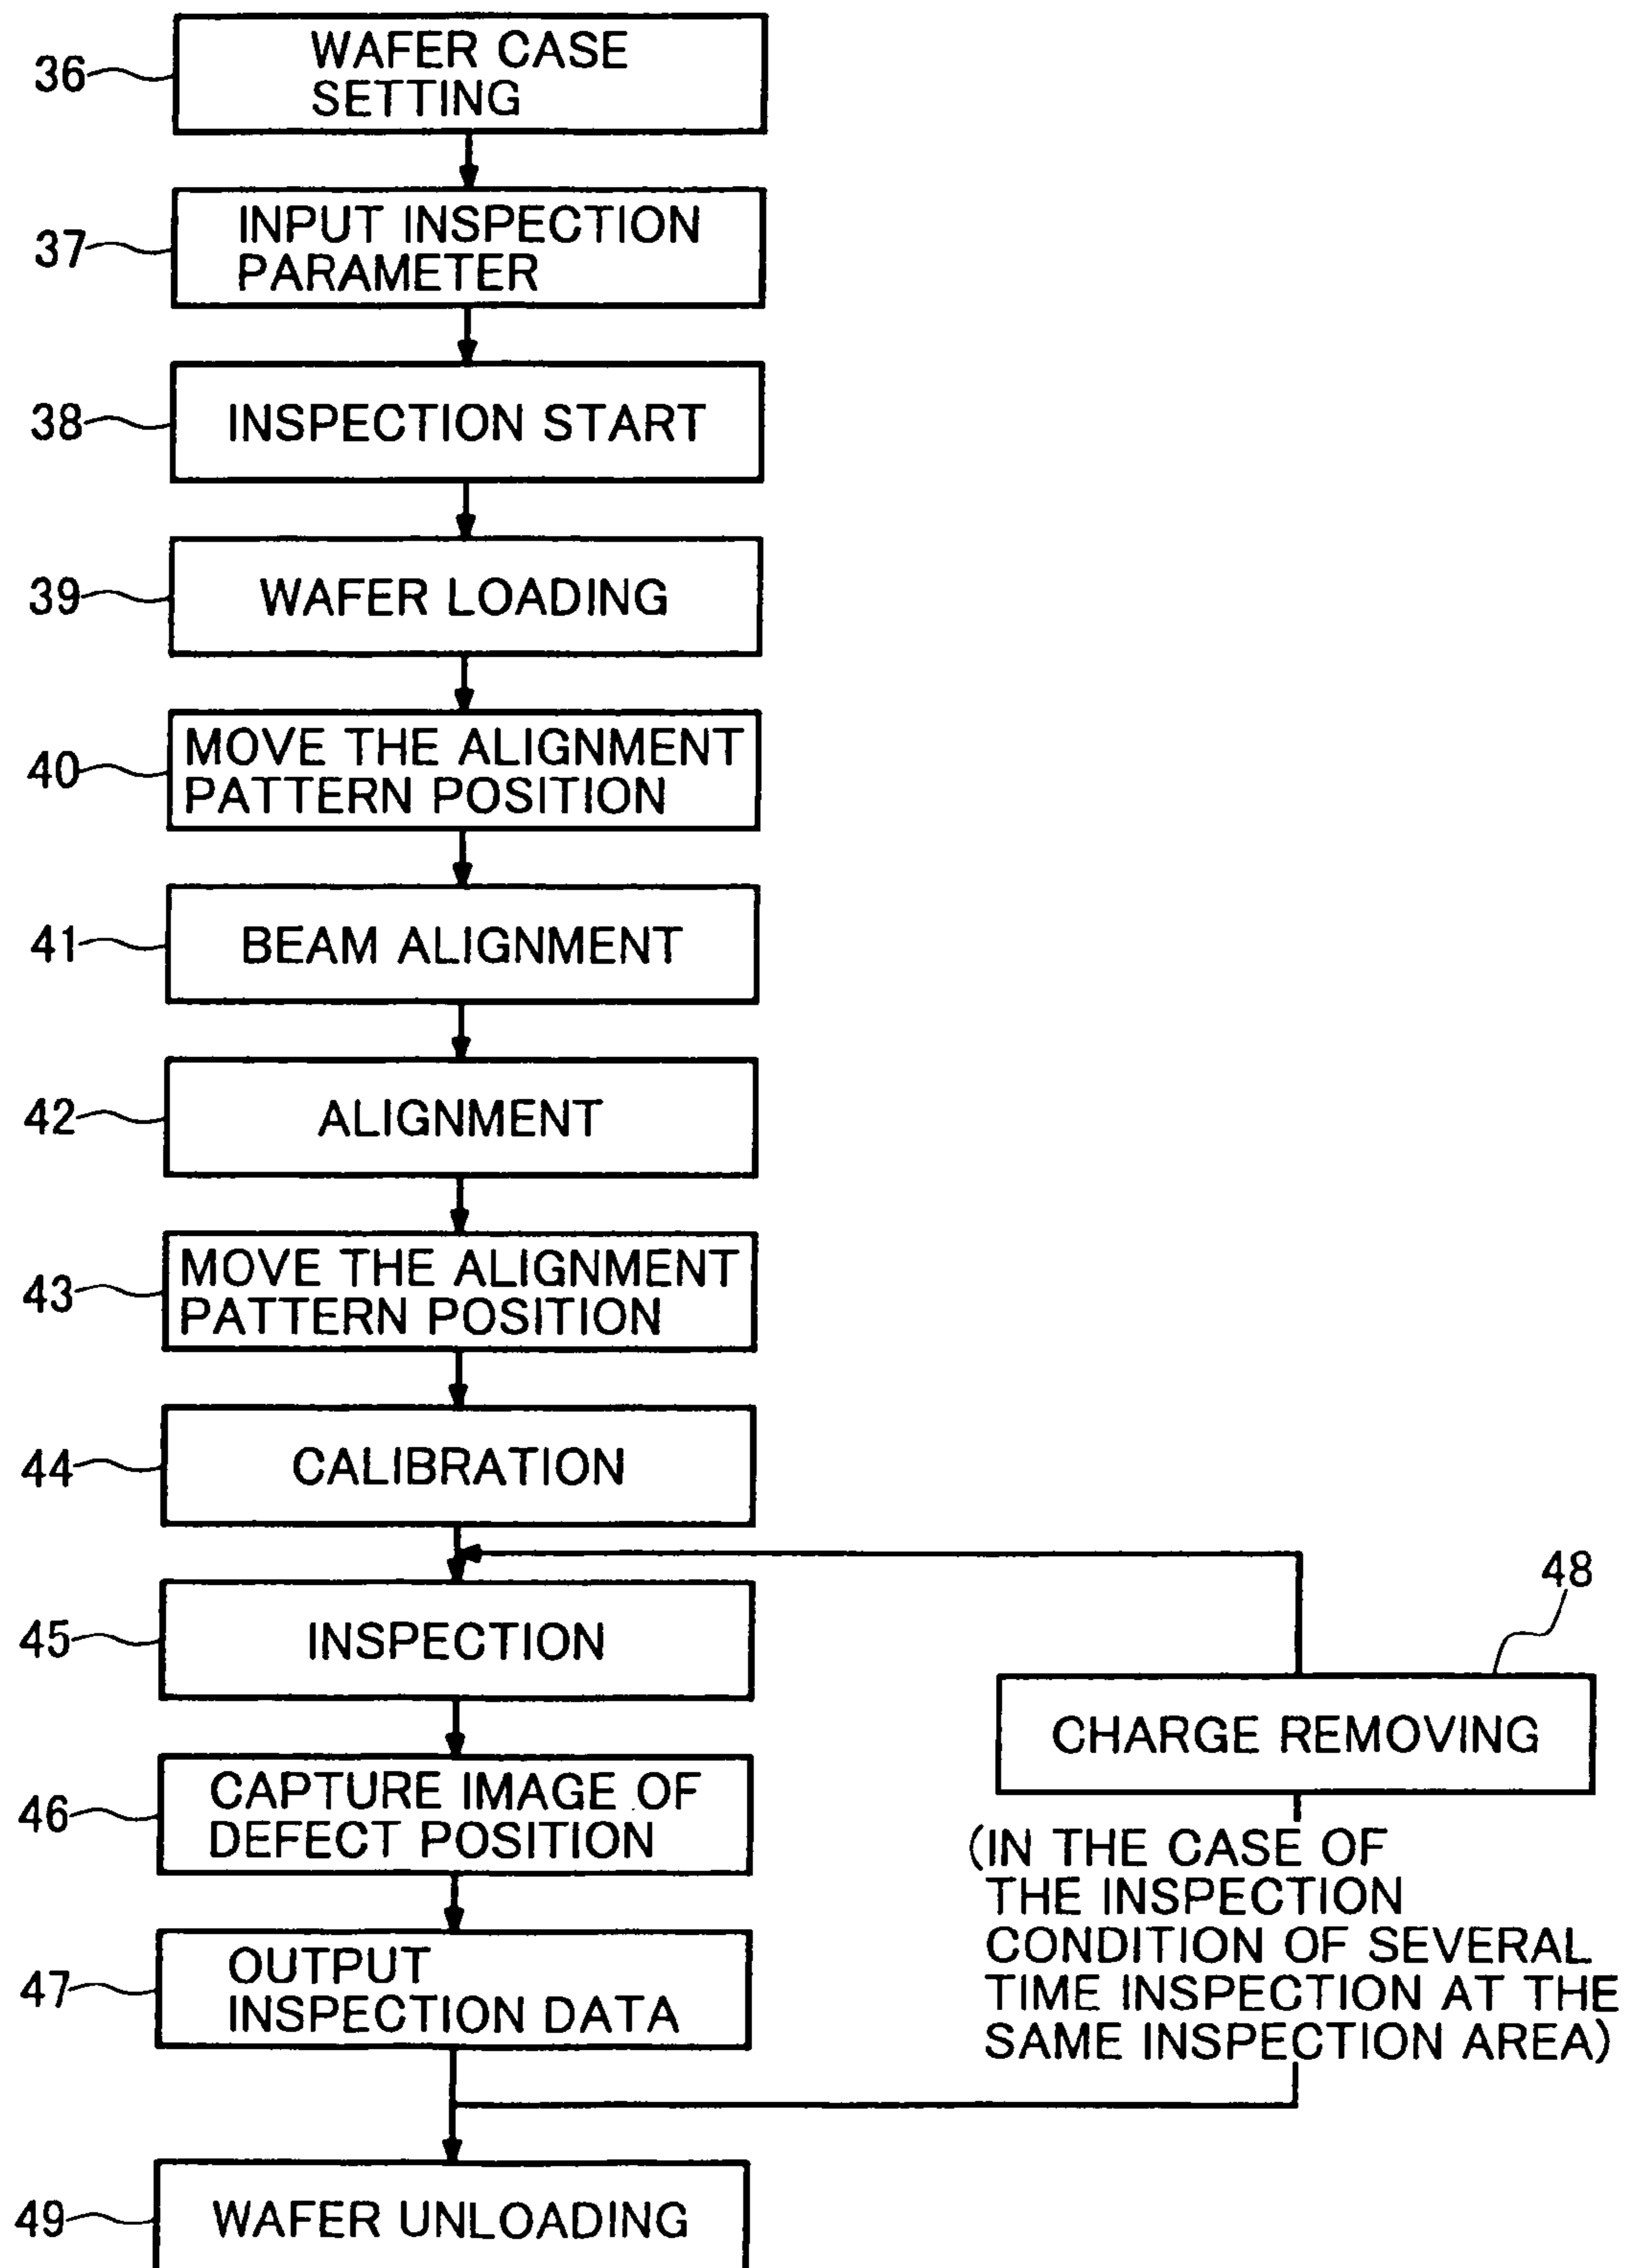 36
WAFER CASE
SETTING
37
INPUT INSPECTION
PARAMETER
38
INSPECTION START
39
WAFER LOADING
40
MOVE THE ALIGNMENT
PATTERN POSITION
41
BEAM ALIGNMENT
42
ALIGNMENT
43
MOVE THE ALIGNMENT
PATTERN POSITION
44
CALIBRATION
45
INSPECTION
46
CAPTURE IMAGE OF
DEFECT POSITION
47
OUTPUT
INSPECTION DATA
48
CHARGE REMOVING
(IN THE CASE OF
THE INSPECTION
CONDITION OF SEVERAL
TIME INSPECTION AT THE
SAME INSPECTION AREA)
49
WAFER UNLOADING